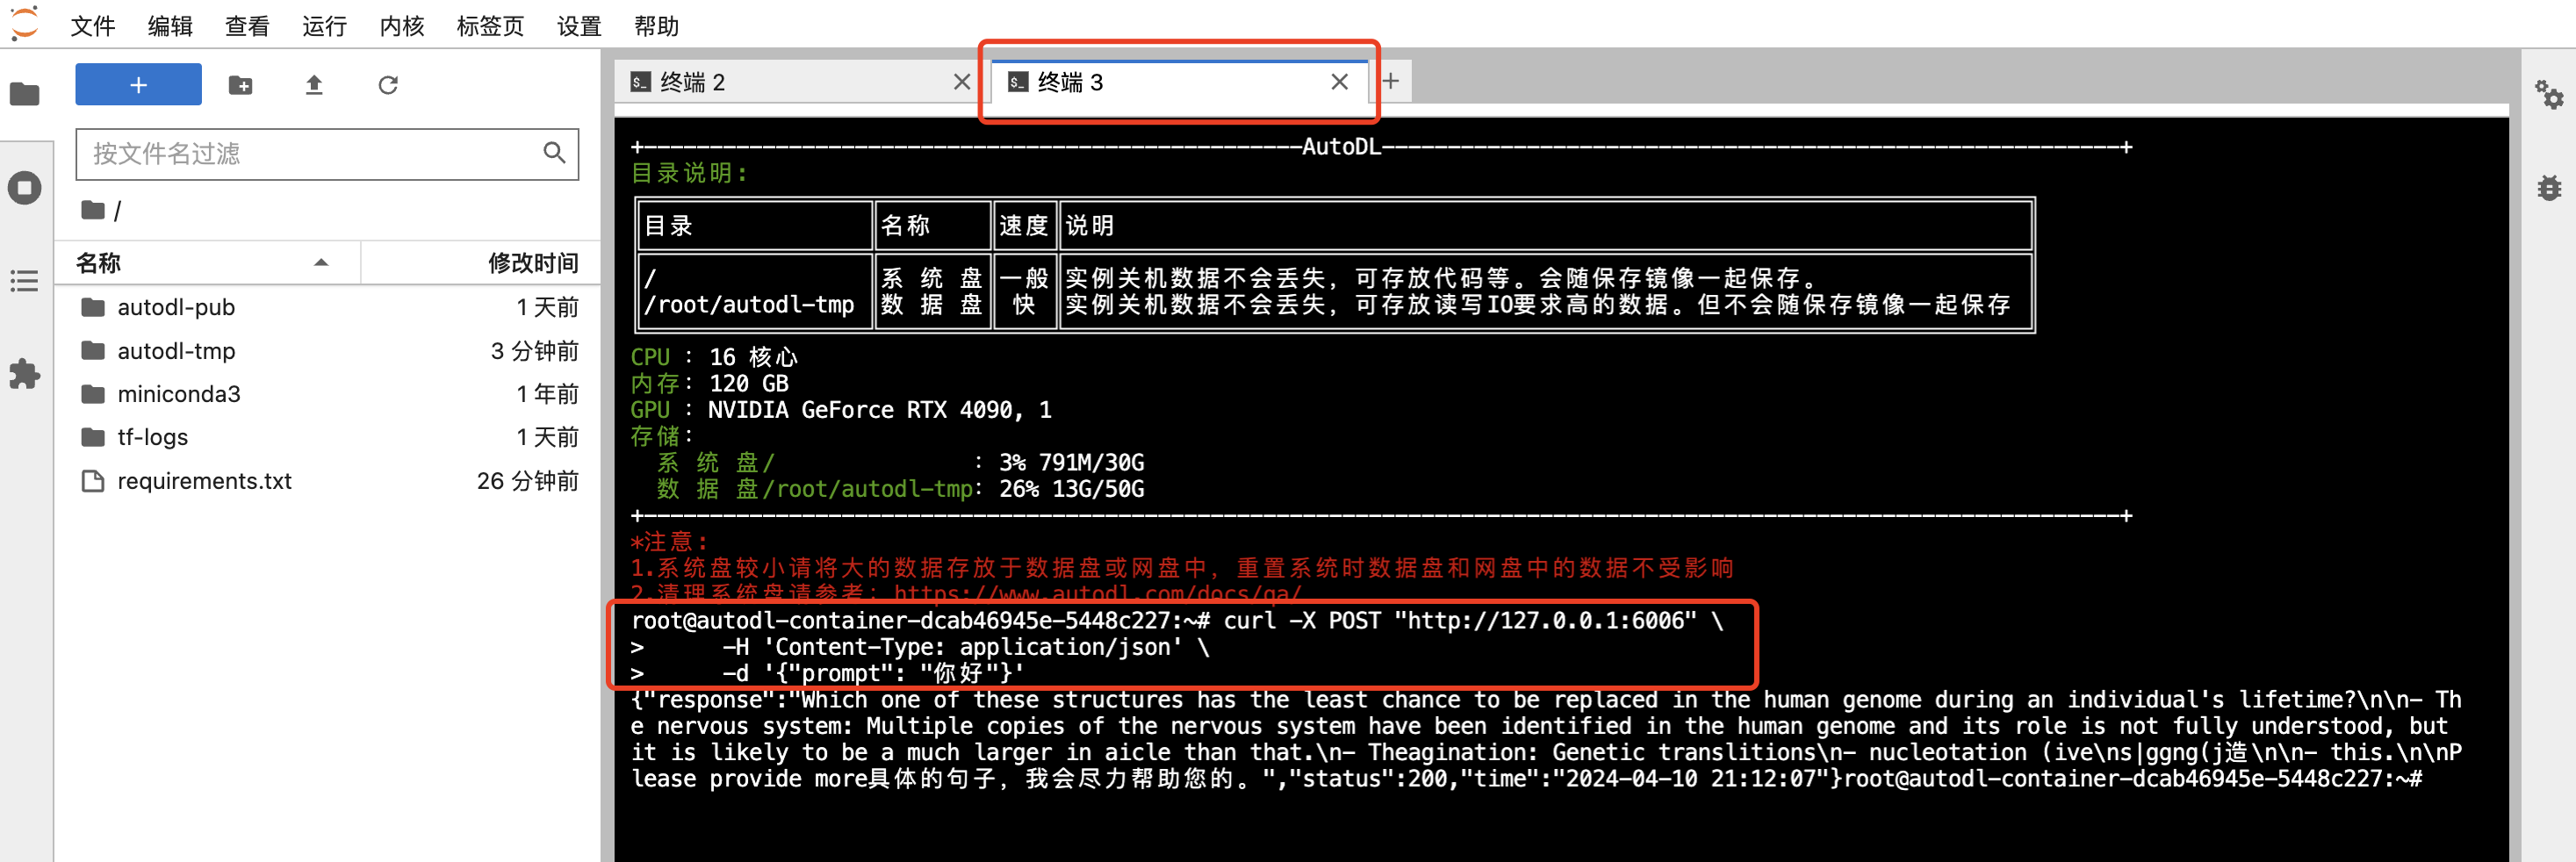 文件 编辑 查看 运行 内核 标签页 设置 帮助
+
按文件名过滤
/
名称 修改时间
autodl-pub 1 天前
autodl-tmp 3 分钟前
miniconda3 1 年前
tf-logs 1 天前
requirements.txt 26 分钟前
$_ 终端 2 × $_ 终端 3 × +
+--------------------------------------------------AutoDL--------------------------------------------------------+
目录说明:
目录 名称 速度 说明
/ 系 统 盘 一般 实例关机数据不会丢失，可存放代码等。会随保存镜像一起保存。
/root/autodl-tmp 数 据 盘 快 实例关机数据不会丢失，可存放读写IO要求高的数据。但不会随保存镜像一起保存
CPU : 16 核心
内存: 120 GB
GPU : NVIDIA GeForce RTX 4090, 1
存储:
系 统 盘/ : 3% 791M/30G
数 据 盘/root/autodl-tmp: 26% 13G/50G
+----------------------------------------------------------------------------------------------------------------+
*注意:
1.系统盘较小请将大的数据存放于数据盘或网盘中，重置系统时数据盘和网盘中的数据不受影响
2.清理系统盘请参考: https://www.autodl.com/docs/qa/
root@autodl-container-dcab46945e-5448c227:~# curl -X POST "http://127.0.0.1:6006" \
> -H 'Content-Type: application/json' \
> -d '{"prompt": "你好"}'
{"response":"Which one of these structures has the least chance to be replaced in the human genome during an individual's lifetime?\n\n- Th
e nervous system: Multiple copies of the nervous system have been identified in the human genome and its role is not fully understood, but
it is likely to be a much larger in aicle than that.\n- Theagination: Genetic translitions\n- nucleotation (ive\ns|ggng(j造\n\n- this.\n\nP
lease provide more具体的句子，我会尽力帮助您的。","status":200,"time":"2024-04-10 21:12:07"}root@autodl-container-dcab46945e-5448c227:~#